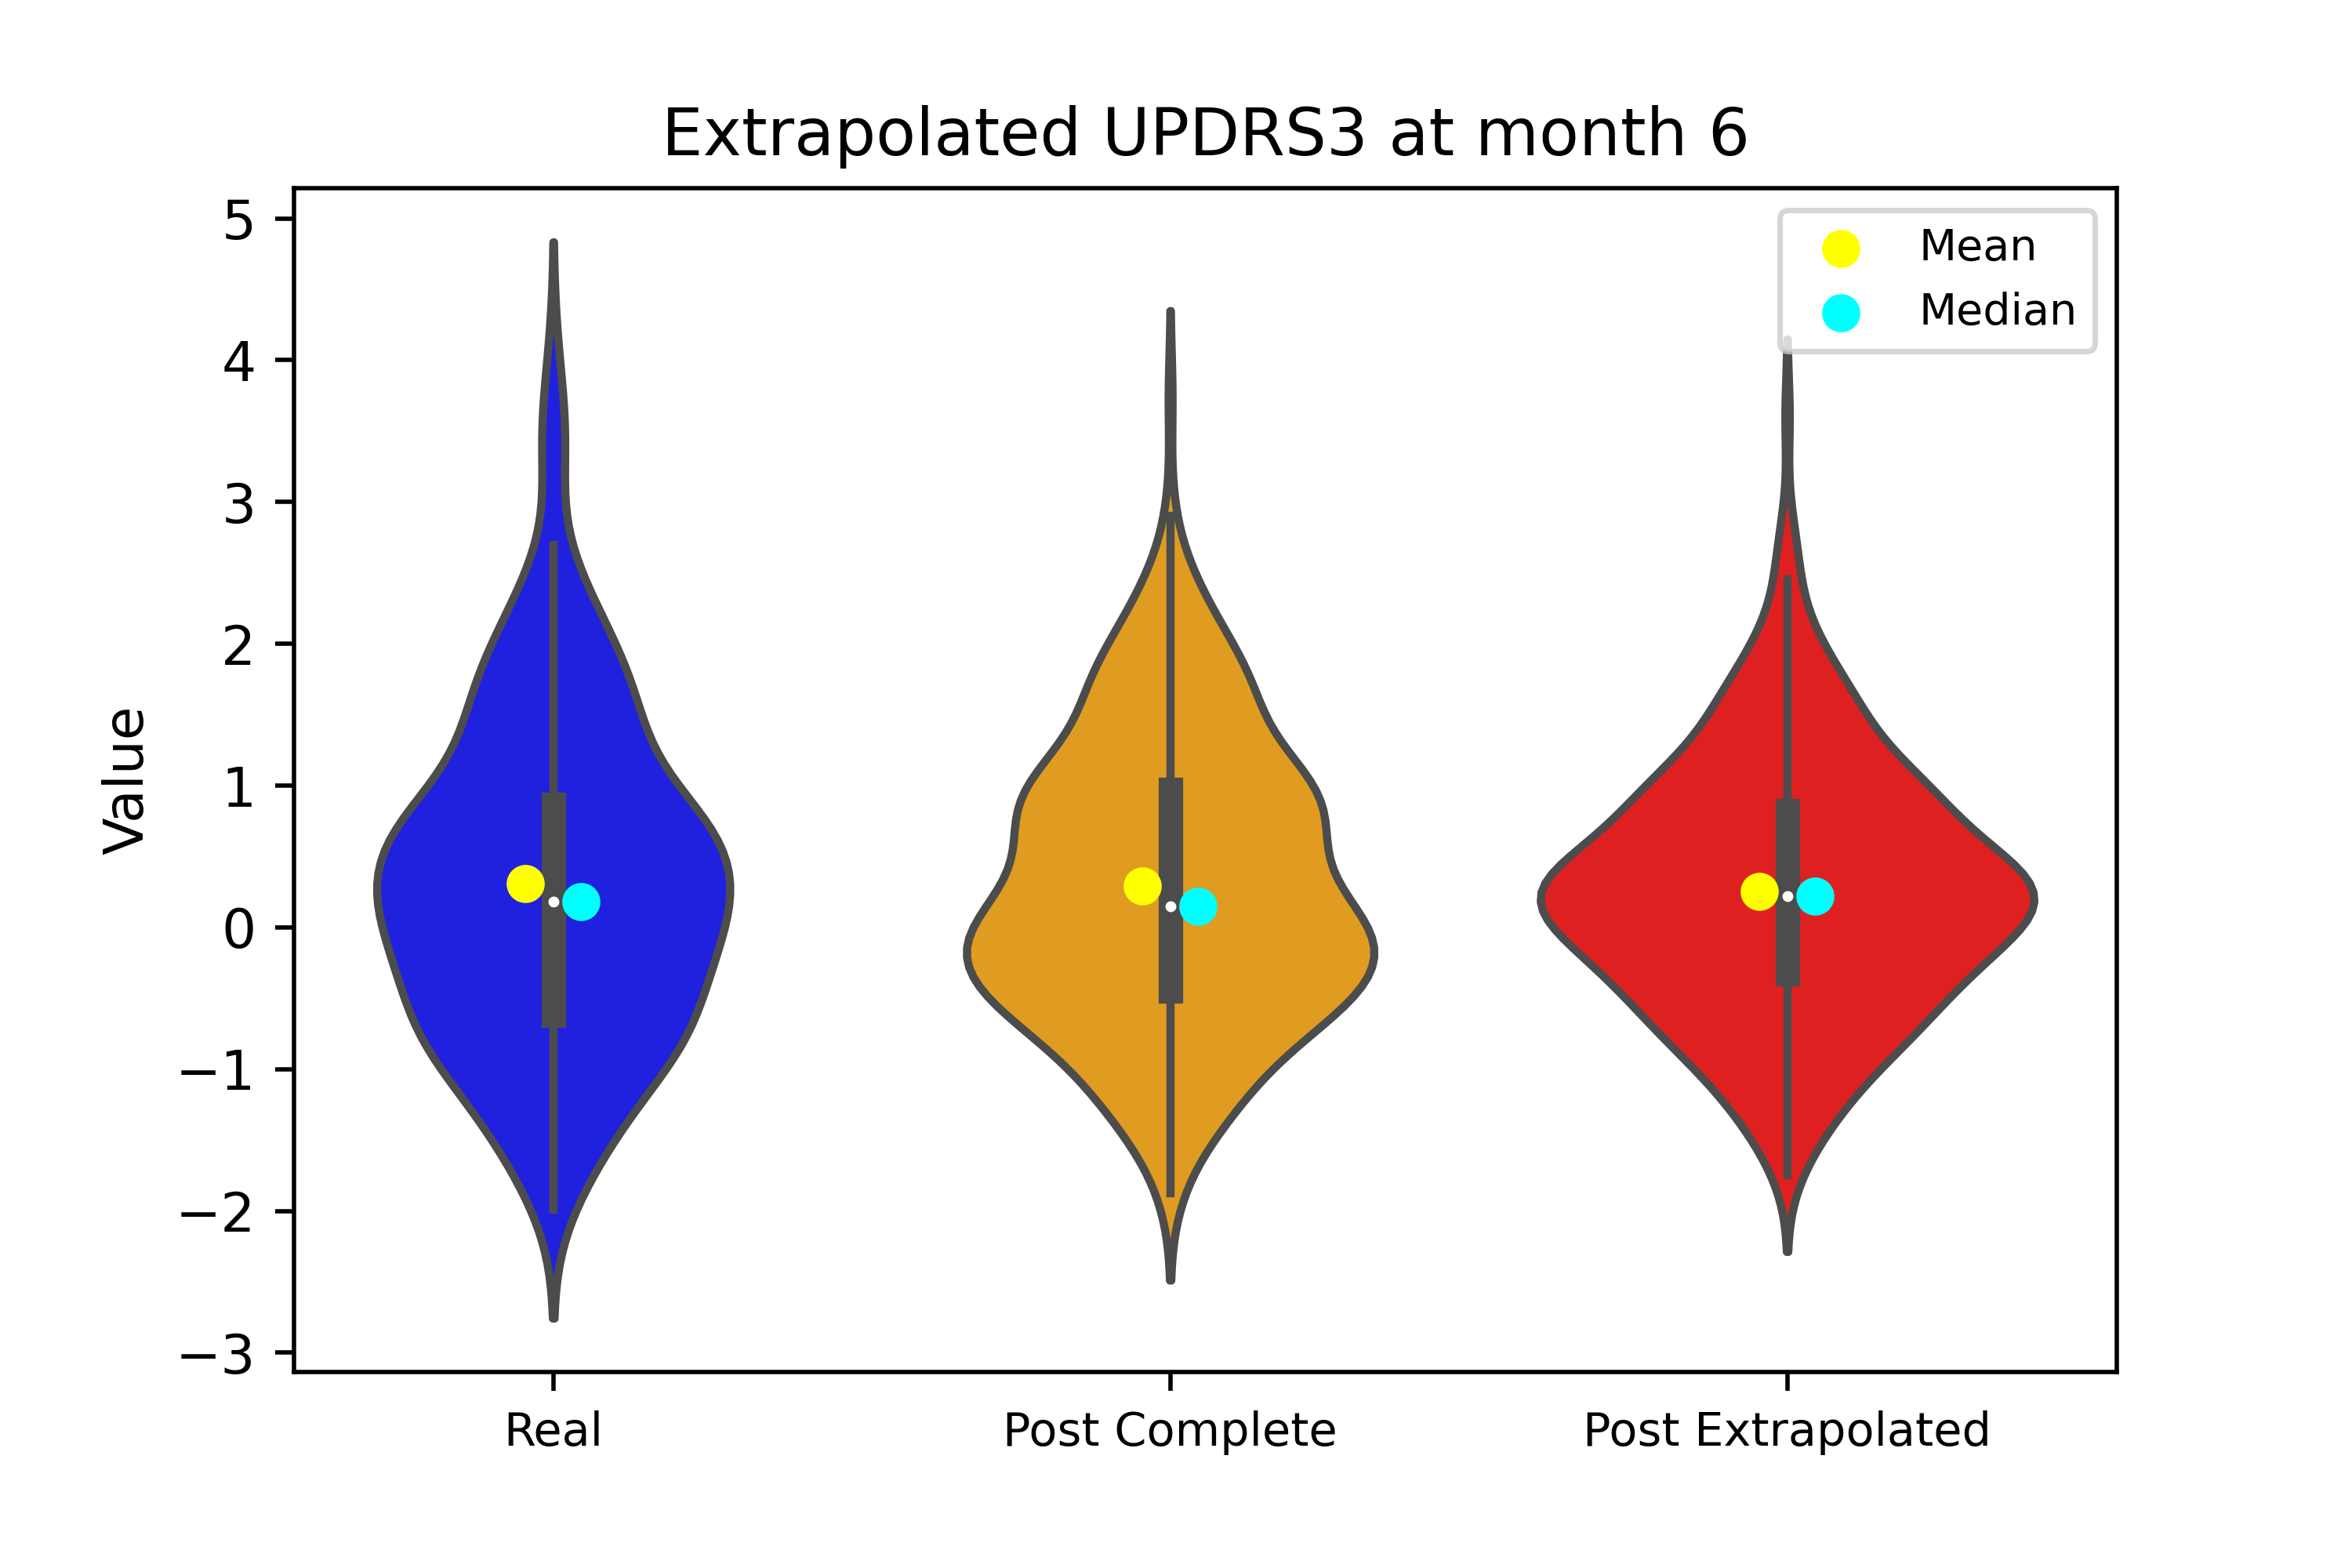 Extrapolated UPDRS3 at month 6
Mean
Median
5
4
3
2
1
0
−1
−2
−3
Value
Real
Post Complete
Post Extrapolated